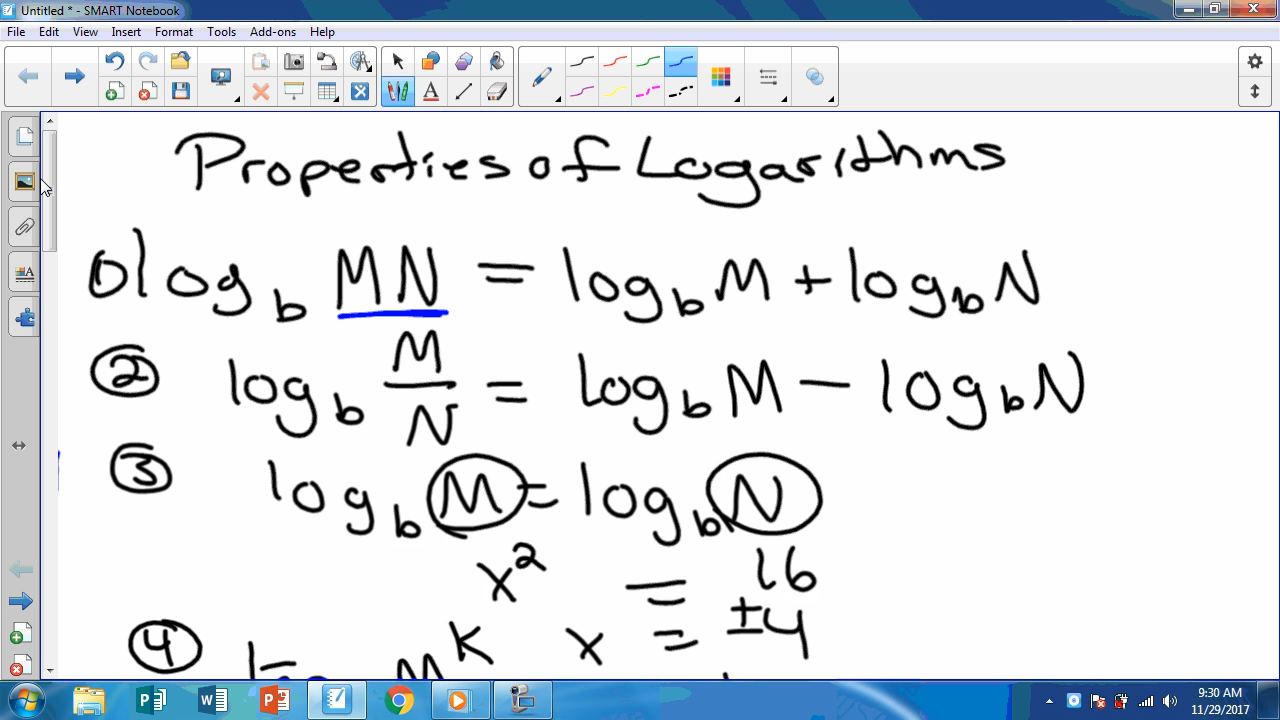 Untitled * - SMART Notebook
File Edit View Insert Format Tools Add-ons Help
Properties of Logarithms
log_b MN = log_b M + log_b N
② log_b M/N = log_b M − log_b N
③ log_b M = log_b N
x² = 16
④ M^K x = ±4
9:30 AM
11/29/2017